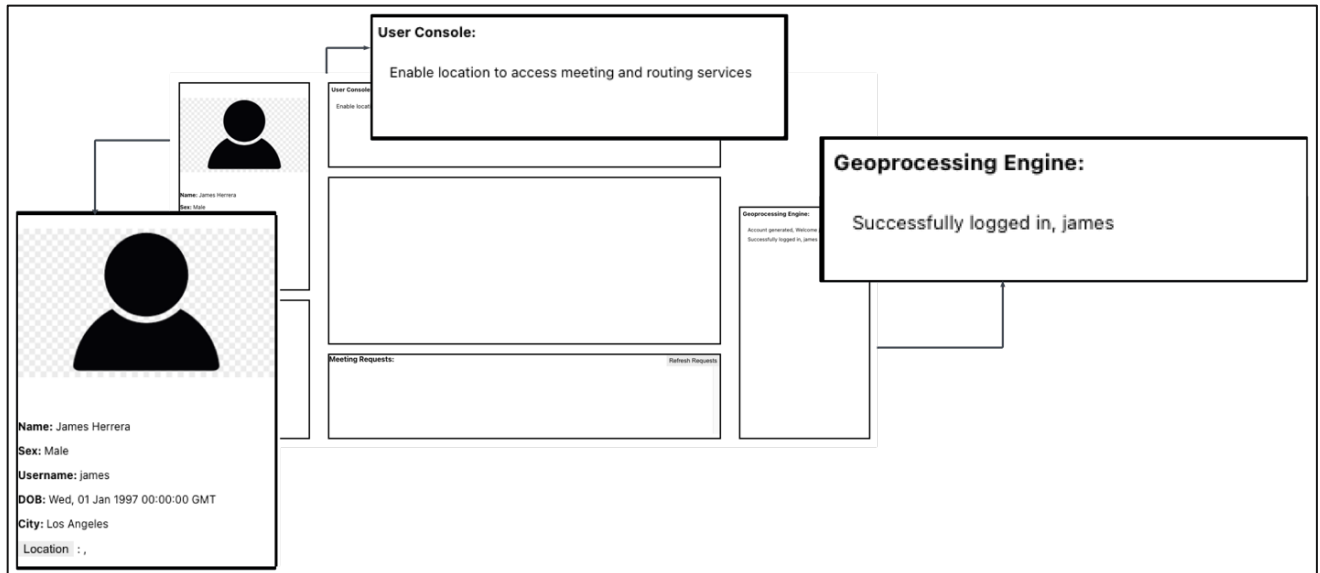 User Console:
Enable location to access meeting and routing services
User Console
Enable locat
Name: James Herrera
Sex: Male
Geoprocessing Engine:
Successfully logged in, james
Geoprocessing Engine:
Account generated, Welcome
Successfully logged in, james
Meeting Requests:
Refresh Requests
Name: James Herrera
Sex: Male
Username: james
DOB: Wed, 01 Jan 1997 00:00:00 GMT
City: Los Angeles
Location : ,